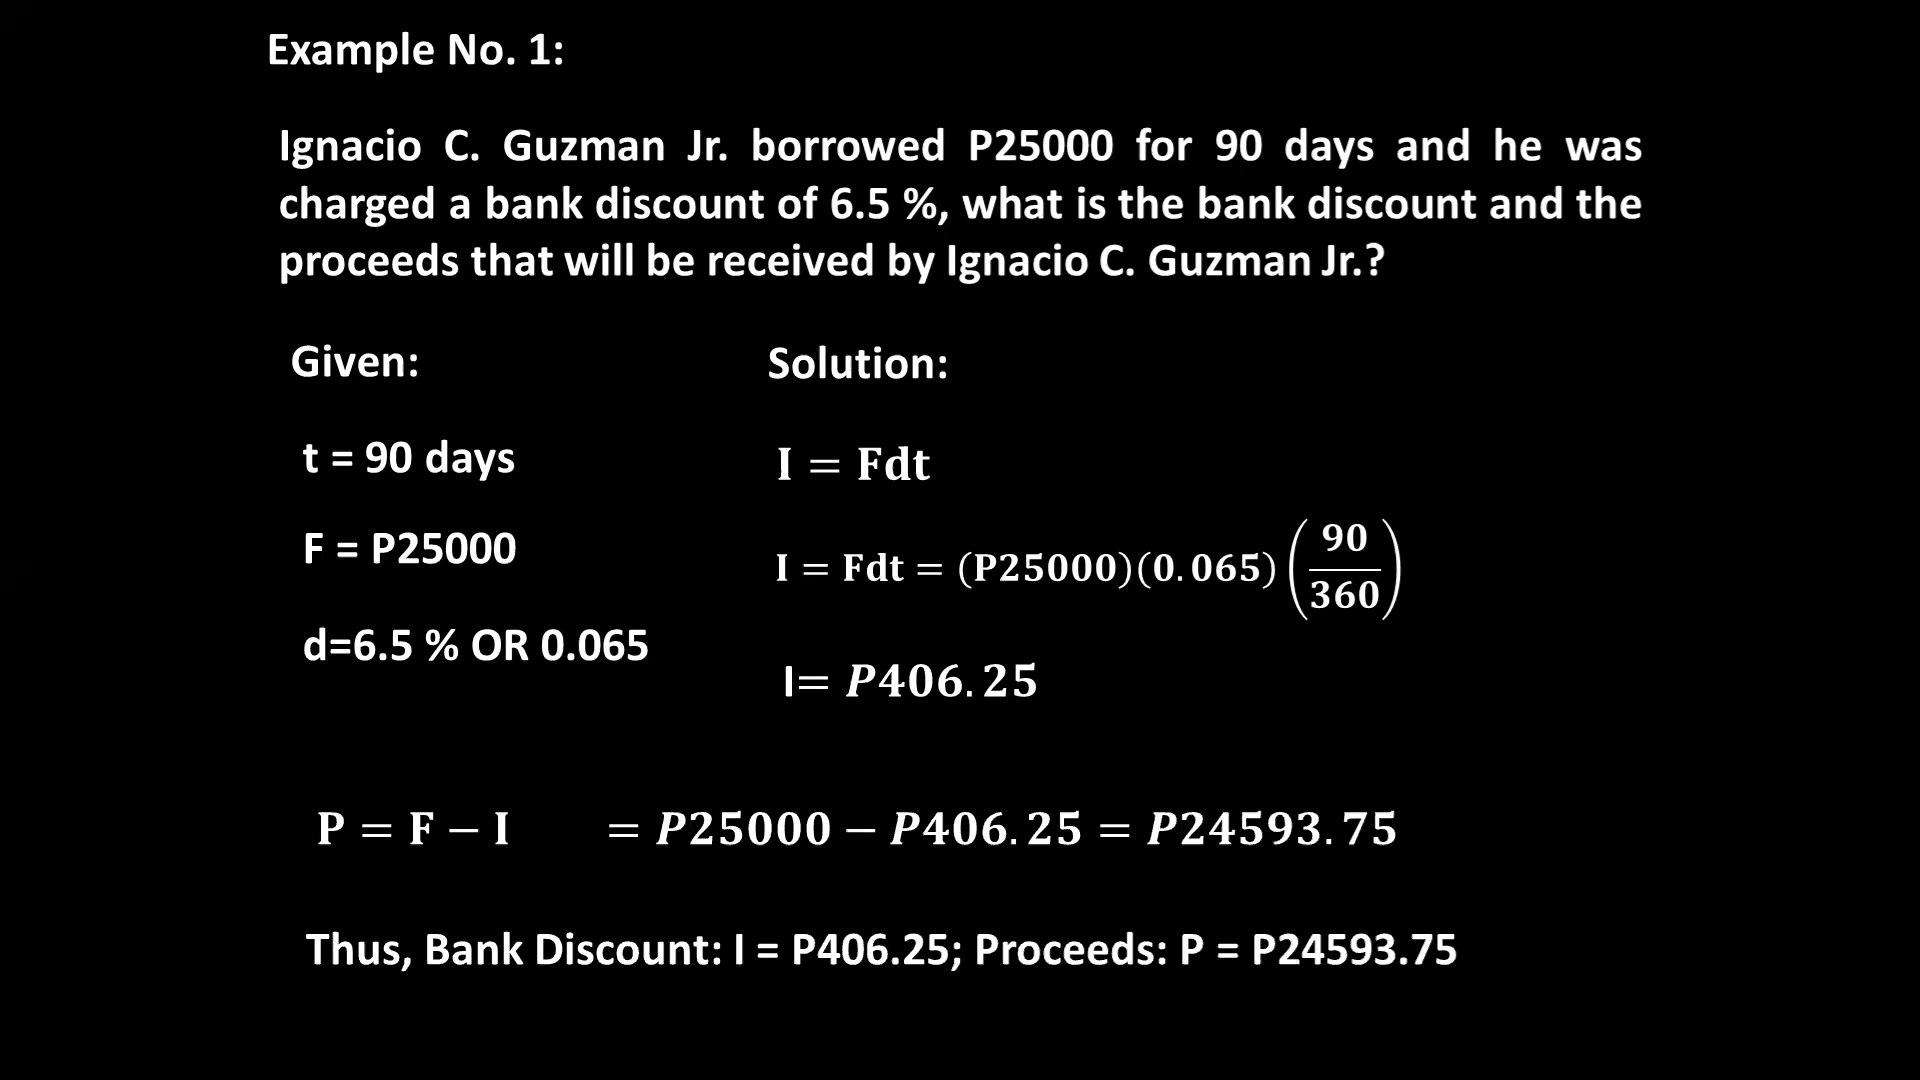 Example No. 1:
Ignacio C. Guzman Jr. borrowed P25000 for 90 days and he was
charged a bank discount of 6.5 %, what is the bank discount and the
proceeds that will be received by Ignacio C. Guzman Jr.?
Given:
Solution:
t = 90 days
I = Fdt
F = P25000
I = Fdt = (P25000)(0.065)(90/360)
d=6.5 % OR 0.065
I= P406.25
P = F − I = P25000 − P406.25 = P24593.75
Thus, Bank Discount: I = P406.25; Proceeds: P = P24593.75